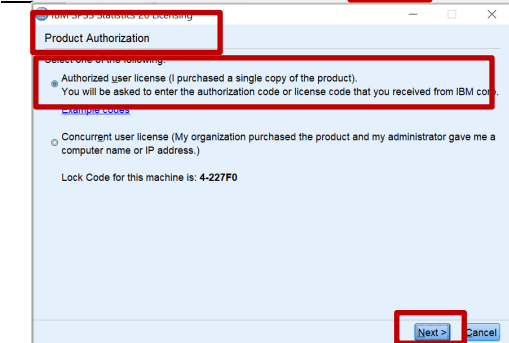 IBM SPSS Statistics 26 Licensing
Product Authorization
Select one of the following:
Authorized user license (I purchased a single copy of the product).
You will be asked to enter the authorization code or license code that you received from IBM corp.
Example codes
Concurrent user license (My organization purchased the product and my administrator gave me a
computer name or IP address.)
Lock Code for this machine is: 4-227F0
Next >
Cancel